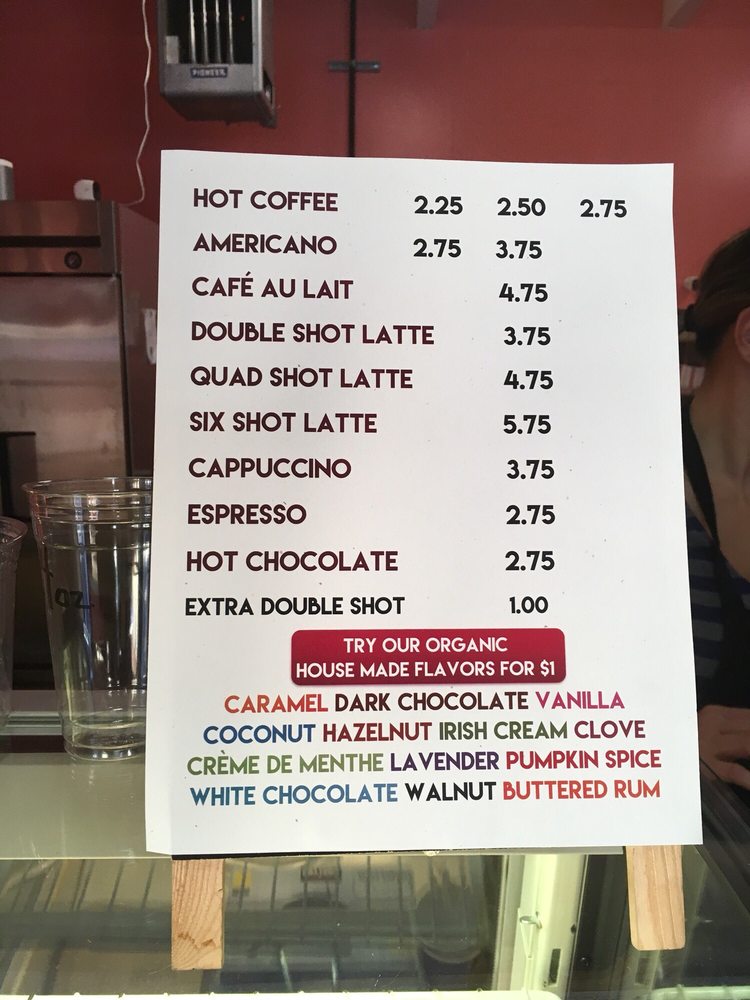 PIONEER
HOT COFFEE 2.25 2.50 2.75
AMERICANO 2.75 3.75
CAFÉ AU LAIT 4.75
DOUBLE SHOT LATTE 3.75
QUAD SHOT LATTE 4.75
SIX SHOT LATTE 5.75
CAPPUCCINO 3.75
ESPRESSO 2.75
HOT CHOCOLATE 2.75
EXTRA DOUBLE SHOT 1.00
TRY OUR ORGANIC
HOUSE MADE FLAVORS FOR $1
CARAMEL DARK CHOCOLATE VANILLA
COCONUT HAZELNUT IRISH CREAM CLOVE
CRÈME DE MENTHE LAVENDER PUMPKIN SPICE
WHITE CHOCOLATE WALNUT BUTTERED RUM
OZ